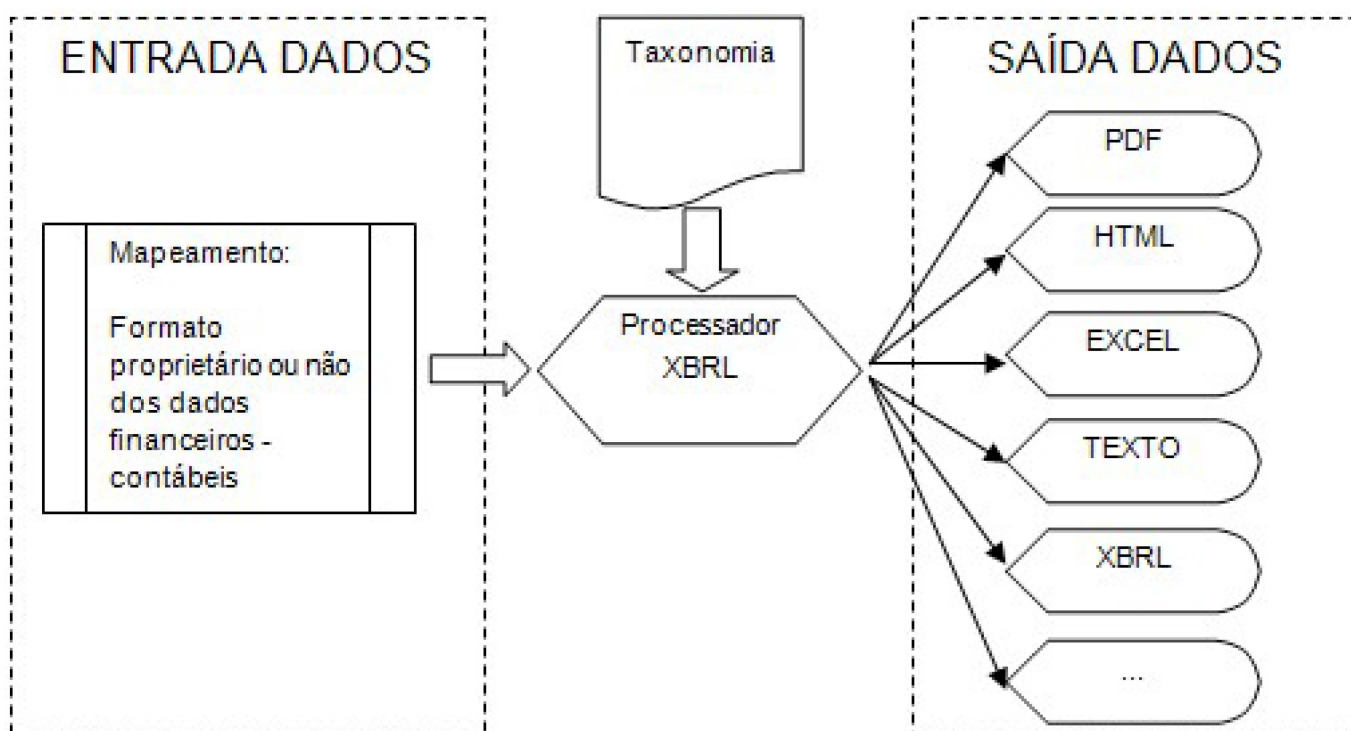 ENTRADA DADOS
Mapeamento:
Formato
proprietário ou não
dos dados
financeiros -
contábeis
Taxonomia
Processador
XBRL
SAÍDA DADOS
PDF
HTML
EXCEL
TEXTO
XBRL
...